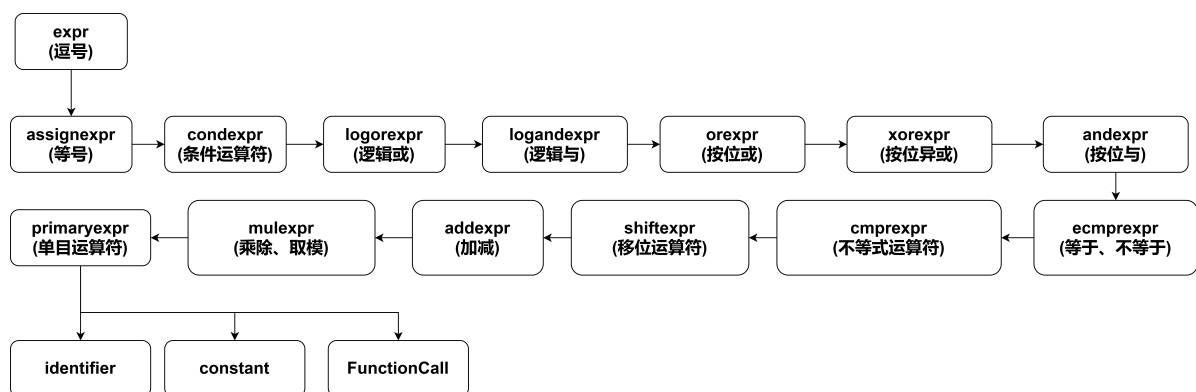 expr
(逗号)
assignexpr
(等号)
condexpr
(条件运算符)
logorexpr
(逻辑或)
logandexpr
(逻辑与)
orexpr
(按位或)
xorexpr
(按位异或)
andexpr
(按位与)
primaryexpr
(单目运算符)
mulexpr
(乘除、取模)
addexpr
(加减)
shiftexpr
(移位运算符)
cmprexpr
(不等式运算符)
ecmprexpr
(等于、不等于)
identifier
constant
FunctionCall